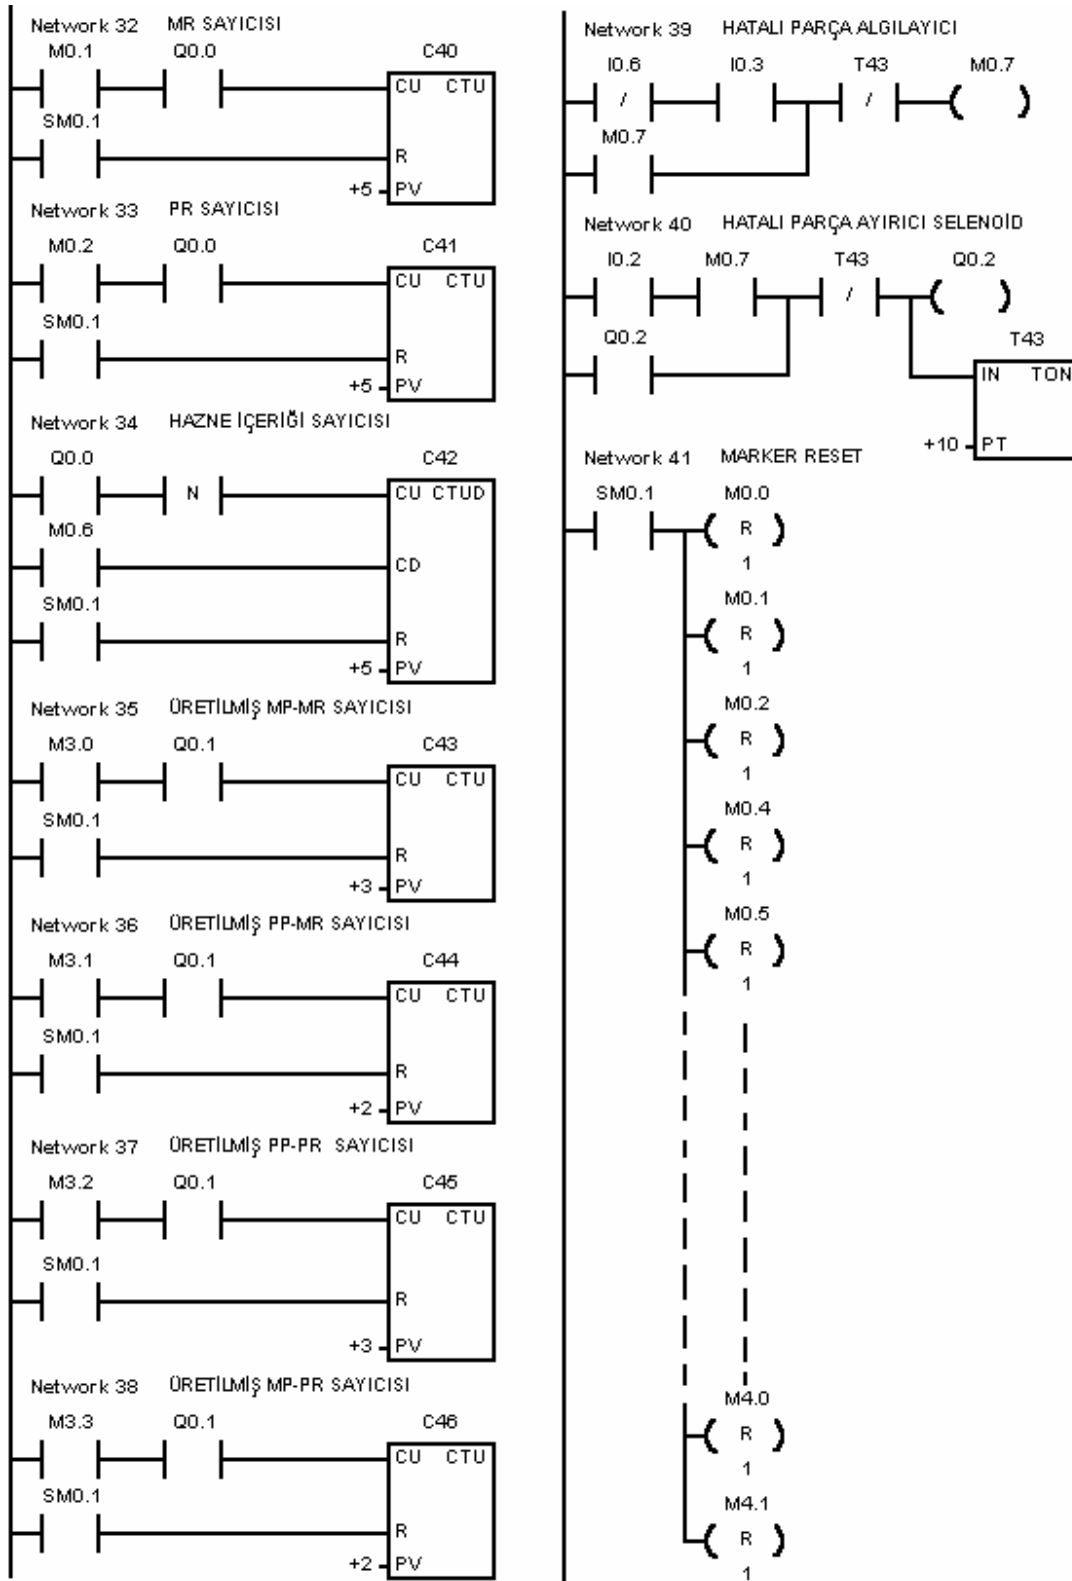 Network 32 MR SAYICISI
M0.1 Q0.0 C40
CU CTU
SM0.1
R
+5 PV
Network 33 PR SAYICISI
M0.2 Q0.0 C41
CU CTU
SM0.1
R
+5 PV
Network 34 HAZNE İÇERİĞİ SAYICISI
Q0.0 C42
N CU CTUD
M0.6
CD
SM0.1
R
+5 PV
Network 35 ÜRETİLMİŞ MP-MR SAYICISI
M3.0 Q0.1 C43
CU CTU
SM0.1
R
+3 PV
Network 36 ÜRETİLMİŞ PP-MR SAYICISI
M3.1 Q0.1 C44
CU CTU
SM0.1
R
+2 PV
Network 37 ÜRETİLMİŞ PP-PR SAYICISI
M3.2 Q0.1 C45
CU CTU
SM0.1
R
+3 PV
Network 38 ÜRETİLMİŞ MP-PR SAYICISI
M3.3 Q0.1 C46
CU CTU
SM0.1
R
+2 PV
Network 39 HATALI PARÇA ALGILAYICI
I0.6 I0.3 T43 M0.7
/ /
M0.7
Network 40 HATALI PARÇA AYIRICI SELENOİD
I0.2 M0.7 T43 Q0.2
/
Q0.2 T43
IN TON
+10 PT
Network 41 MARKER RESET
SM0.1 M0.0
R
1
M0.1
R
1
M0.2
R
1
M0.4
R
1
M0.5
R
1
M4.0
R
1
M4.1
R
1